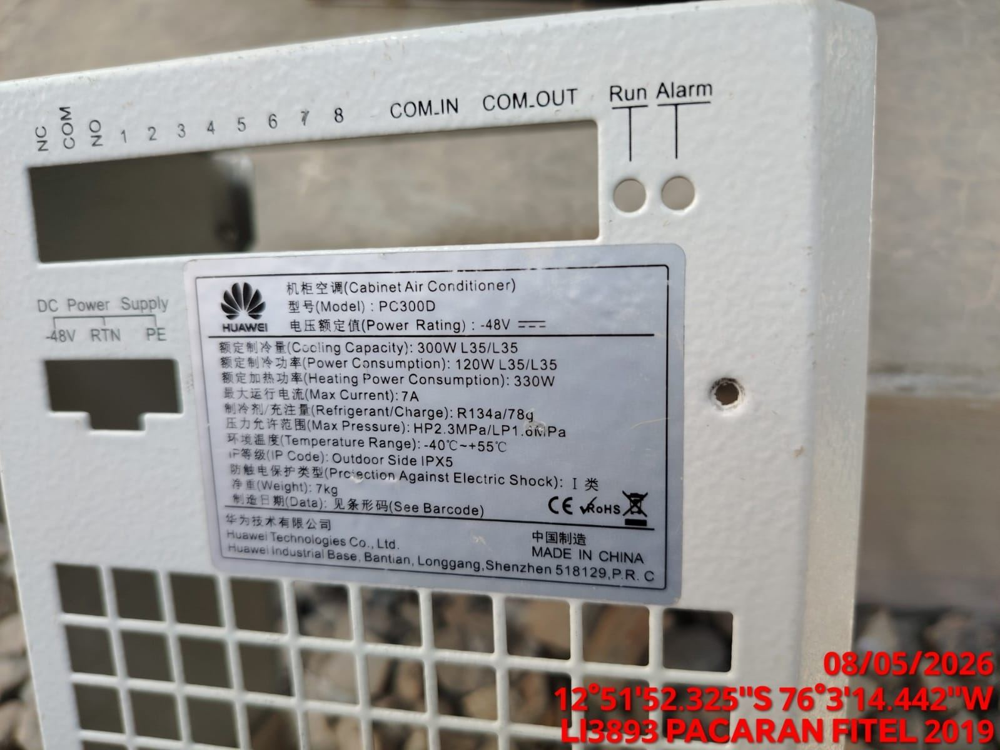 NC COM NO 1 2 3 4 5 6 7 8 COM_IN COM_OUT Run Alarm
DC Power Supply
-48V RTN PE
HUAWEI
机柜空调(Cabinet Air Conditioner)
型号(Model) : PC300D
电压额定值(Power Rating) : -48V
额定制冷量(Cooling Capacity): 300W L35/L35
额定制冷功率(Power Consumption): 120W L35/L35
额定加热功率(Heating Power Consumption): 330W
最大运行电流(Max Current): 7A
制冷剂/充注量(Refrigerant/Charge): R134a/78g
压力允许范围(Max Pressure): HP2.3MPa/LP1.6MPa
环境温度(Temperature Range): -40℃~+55℃
IP等级(IP Code): Outdoor Side IPX5
防触电保护类型(Protection Against Electric Shock): I 类
净重(Weight): 7kg
制造日期(Data): 见条形码(See Barcode)
CE RoHS
华为技术有限公司
Huawei Technologies Co., Ltd.
中国制造
MADE IN CHINA
Huawei Industrial Base, Bantian, Longgang, Shenzhen 518129, P.R. C
08/05/2026
12°51'52.325"S 76°3'14.442"W
LI3893 PACARAN FITEL 2019